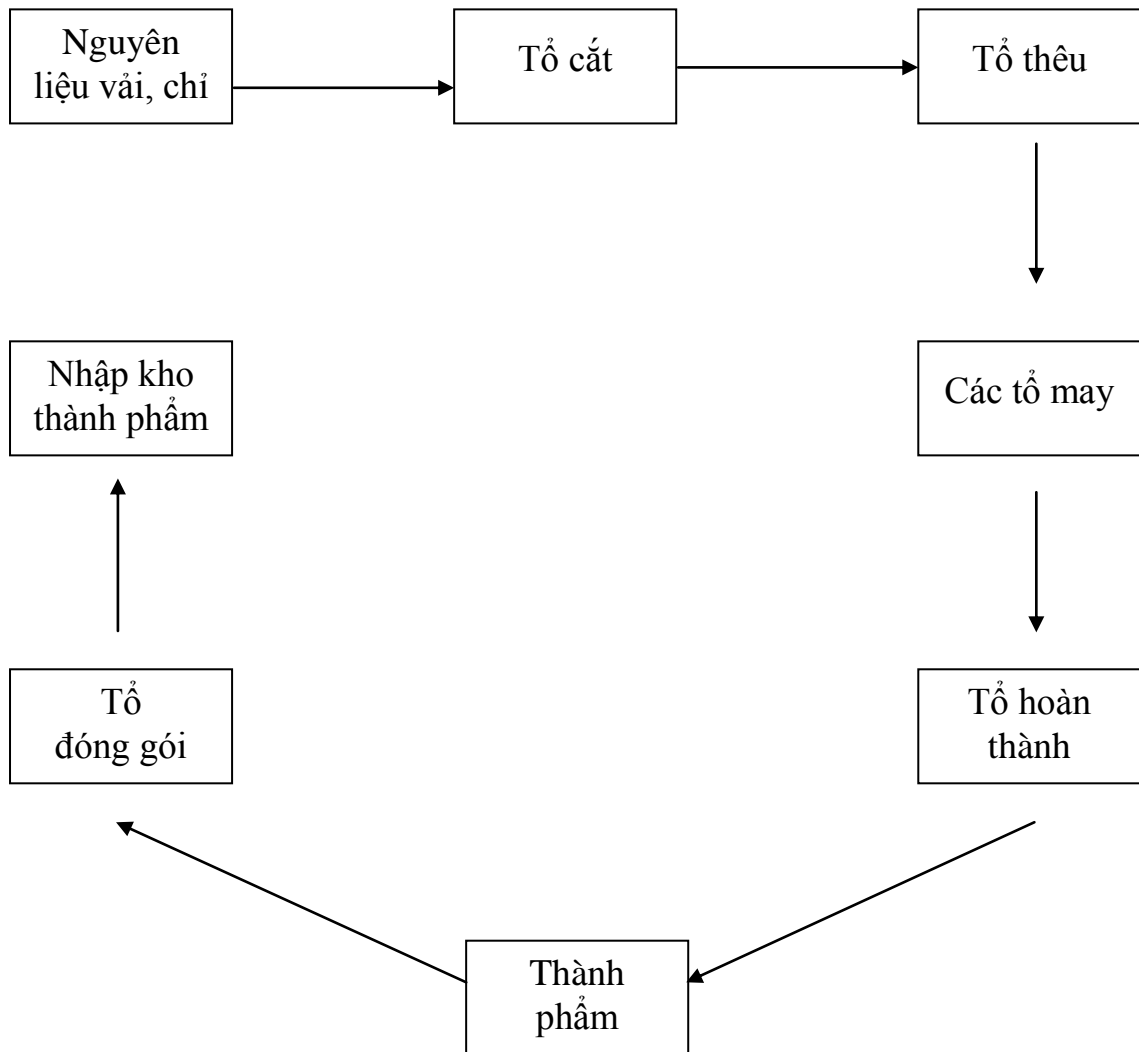 Nguyên
liệu vải, chỉ
Tổ cắt
Tổ thêu
Nhập kho
thành phẩm
Các tổ may
Tổ
đóng gói
Tổ hoàn
thành
Thành
phẩm